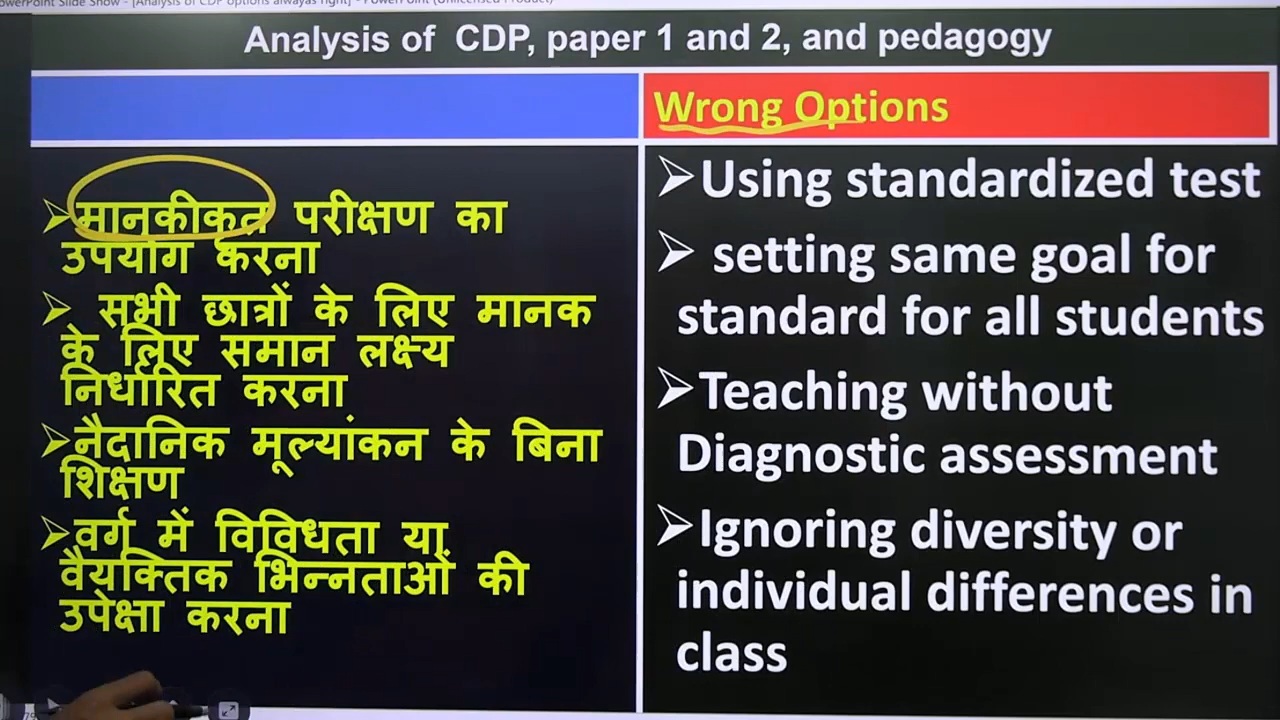 PowerPoint Slide Show - [Analysis of CDP options alwayas right] - PowerPoint (Unlicensed Product)
Analysis of CDP, paper 1 and 2, and pedagogy
Wrong Options
➢मानकीकृत परीक्षण का
उपयोग करना
➢ सभी छात्रों के लिए मानक
के लिए समान लक्ष्य
निर्धारित करना
➢नैदानिक मूल्यांकन के बिना
शिक्षण
➢वर्ग में विविधता या
वैयक्तिक भिन्नताओं की
उपेक्षा करना
➢Using standardized test
➢ setting same goal for
standard for all students
➢Teaching without
Diagnostic assessment
➢Ignoring diversity or
individual differences in
class